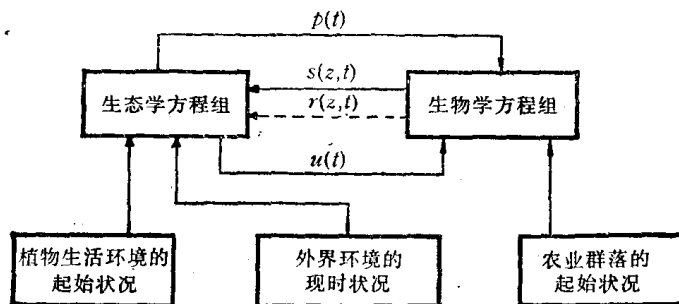 p(t)
s(z,t)
生态学方程组
生物学方程组
r(z,t)
u(t)
植物生活环境的
起始状况
外界环境的
现时状况
农业群落的
起始状况